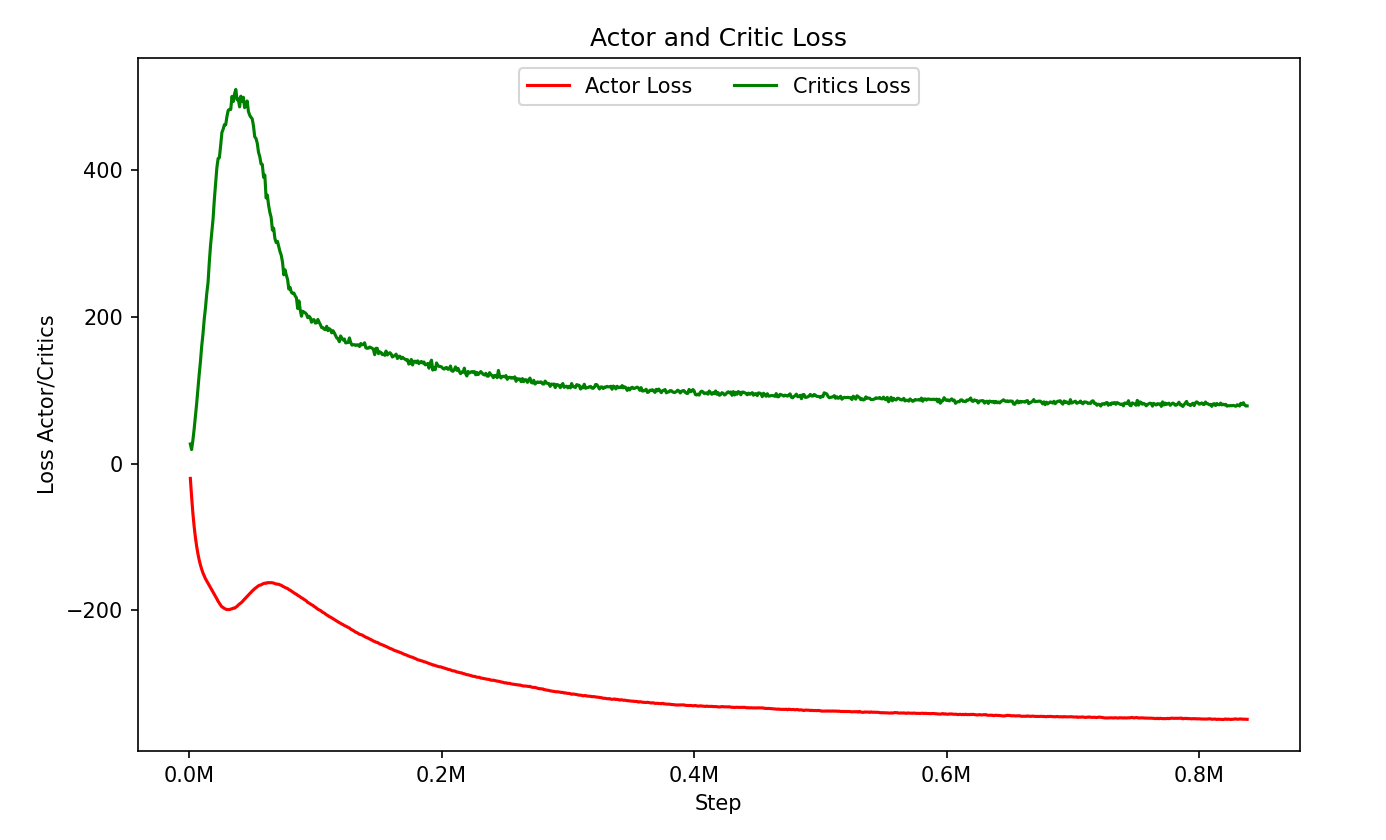 Actor and Critic Loss
Actor Loss Critics Loss
Loss Actor/Critics
400
200
0
−200
0.0M 0.2M 0.4M 0.6M 0.8M
Step